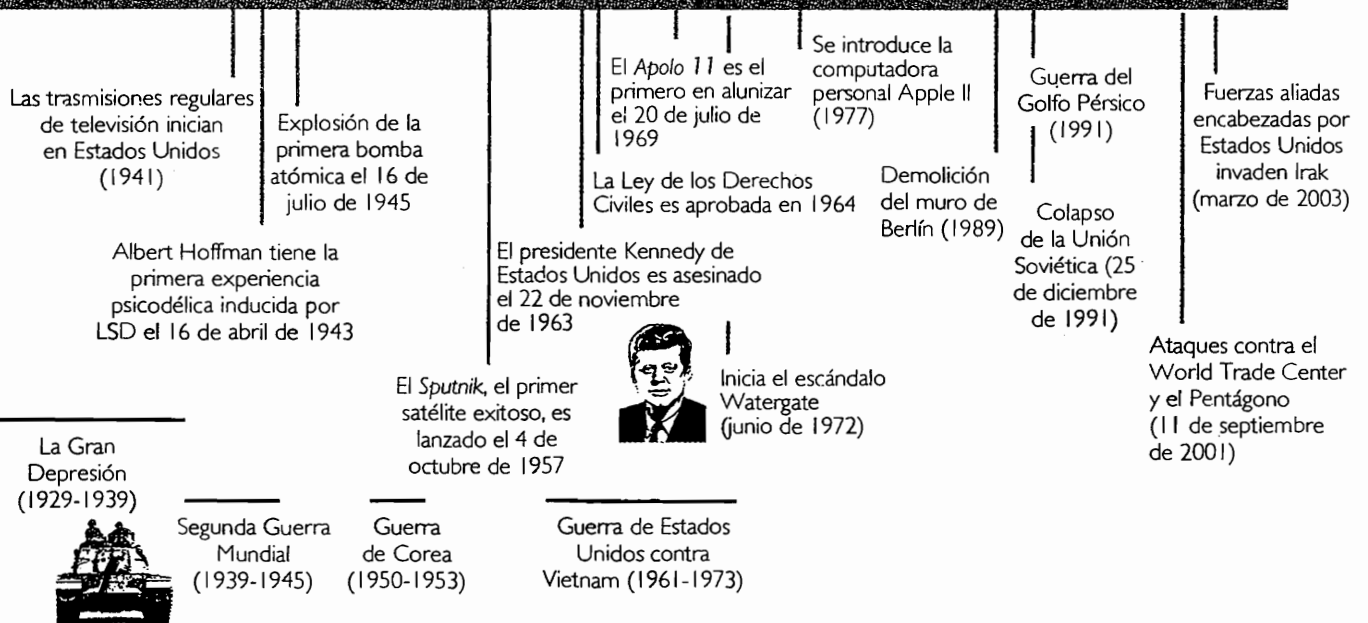 Las trasmisiones regulares
de televisión inician
en Estados Unidos
(1941)
Albert Hoffman tiene la
primera experiencia
psicodélica inducida por
LSD el 16 de abril de 1943
Explosión de la
primera bomba
atómica el 16 de
julio de 1945
El Sputnik, el primer
satélite exitoso, es
lanzado el 4 de
octubre de 1957
El presidente Kennedy de
Estados Unidos es asesinado
el 22 de noviembre
de 1963
La Ley de los Derechos
Civiles es aprobada en 1964
El Apolo 11 es el
primero en alunizar
el 20 de julio de
1969
Inicia el escándalo
Watergate
(junio de 1972)
Se introduce la
computadora
personal Apple II
(1977)
Demolición
del muro de
Berlín (1989)
Guerra del
Golfo Pérsico
(1991)
Colapso
de la Unión
Soviética (25
de diciembre
de 1991)
Ataques contra el
World Trade Center
y el Pentágono
(11 de septiembre
de 2001)
Fuerzas aliadas
encabezadas por
Estados Unidos
invaden Irak
(marzo de 2003)
La Gran
Depresión
(1929-1939)
Segunda Guerra
Mundial
(1939-1945)
Guerra
de Corea
(1950-1953)
Guerra de Estados
Unidos contra
Vietnam (1961-1973)